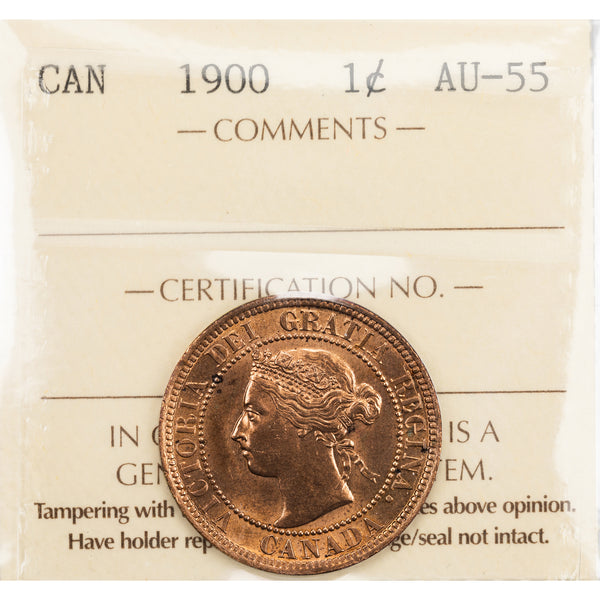 CAN 1900 1¢ AU-55
— COMMENTS —
— CERTIFICATION NO. —
VICTORIA DEI GRATIA REGINA.
CANADA
IN IS A
GEN EM.
Tampering with es above opinion.
Have holder rep ge/seal not intact.